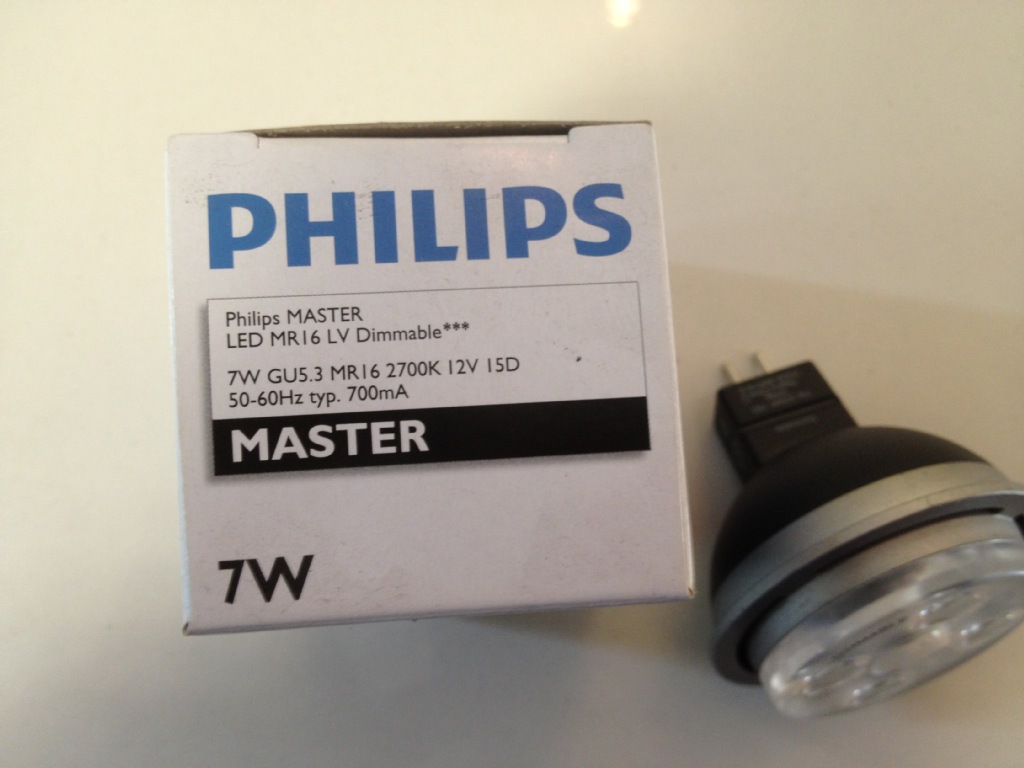 PHILIPS
Philips MASTER
LED MR16 LV Dimmable***
7W GU5.3 MR16 2700K 12V 15D
50-60Hz typ. 700mA
MASTER
7W